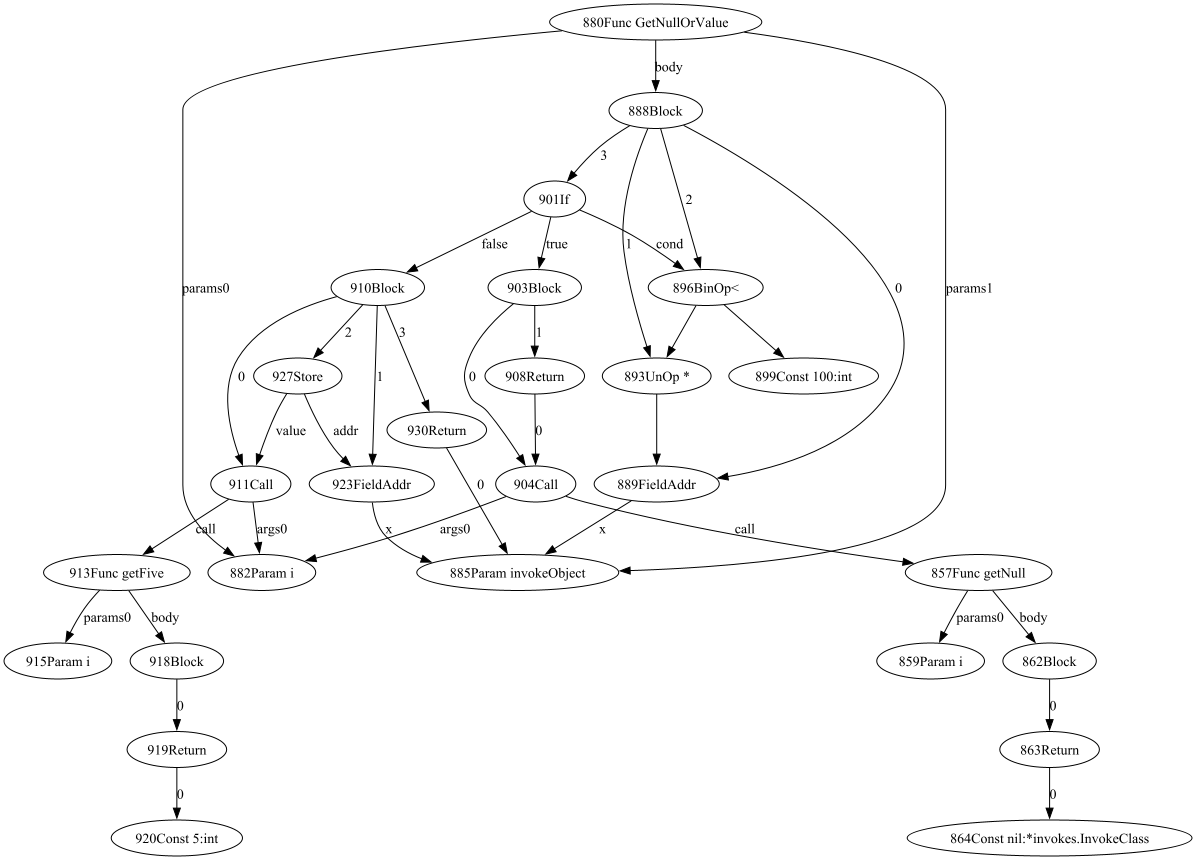 880Func GetNullOrValue
body
888Block
3
901If
2
false
true
1
cond
params0
910Block
903Block
896BinOp<
0
params1
2
3
1
0
1
0
927Store
908Return
893UnOp *
899Const 100:int
value
addr
930Return
0
911Call
923FieldAddr
0
904Call
889FieldAddr
call
args0
x
args0
x
call
913Func getFive
882Param i
885Param invokeObject
857Func getNull
params0
body
params0
body
915Param i
918Block
859Param i
862Block
0
0
919Return
863Return
0
0
920Const 5:int
864Const nil:*invokes.InvokeClass